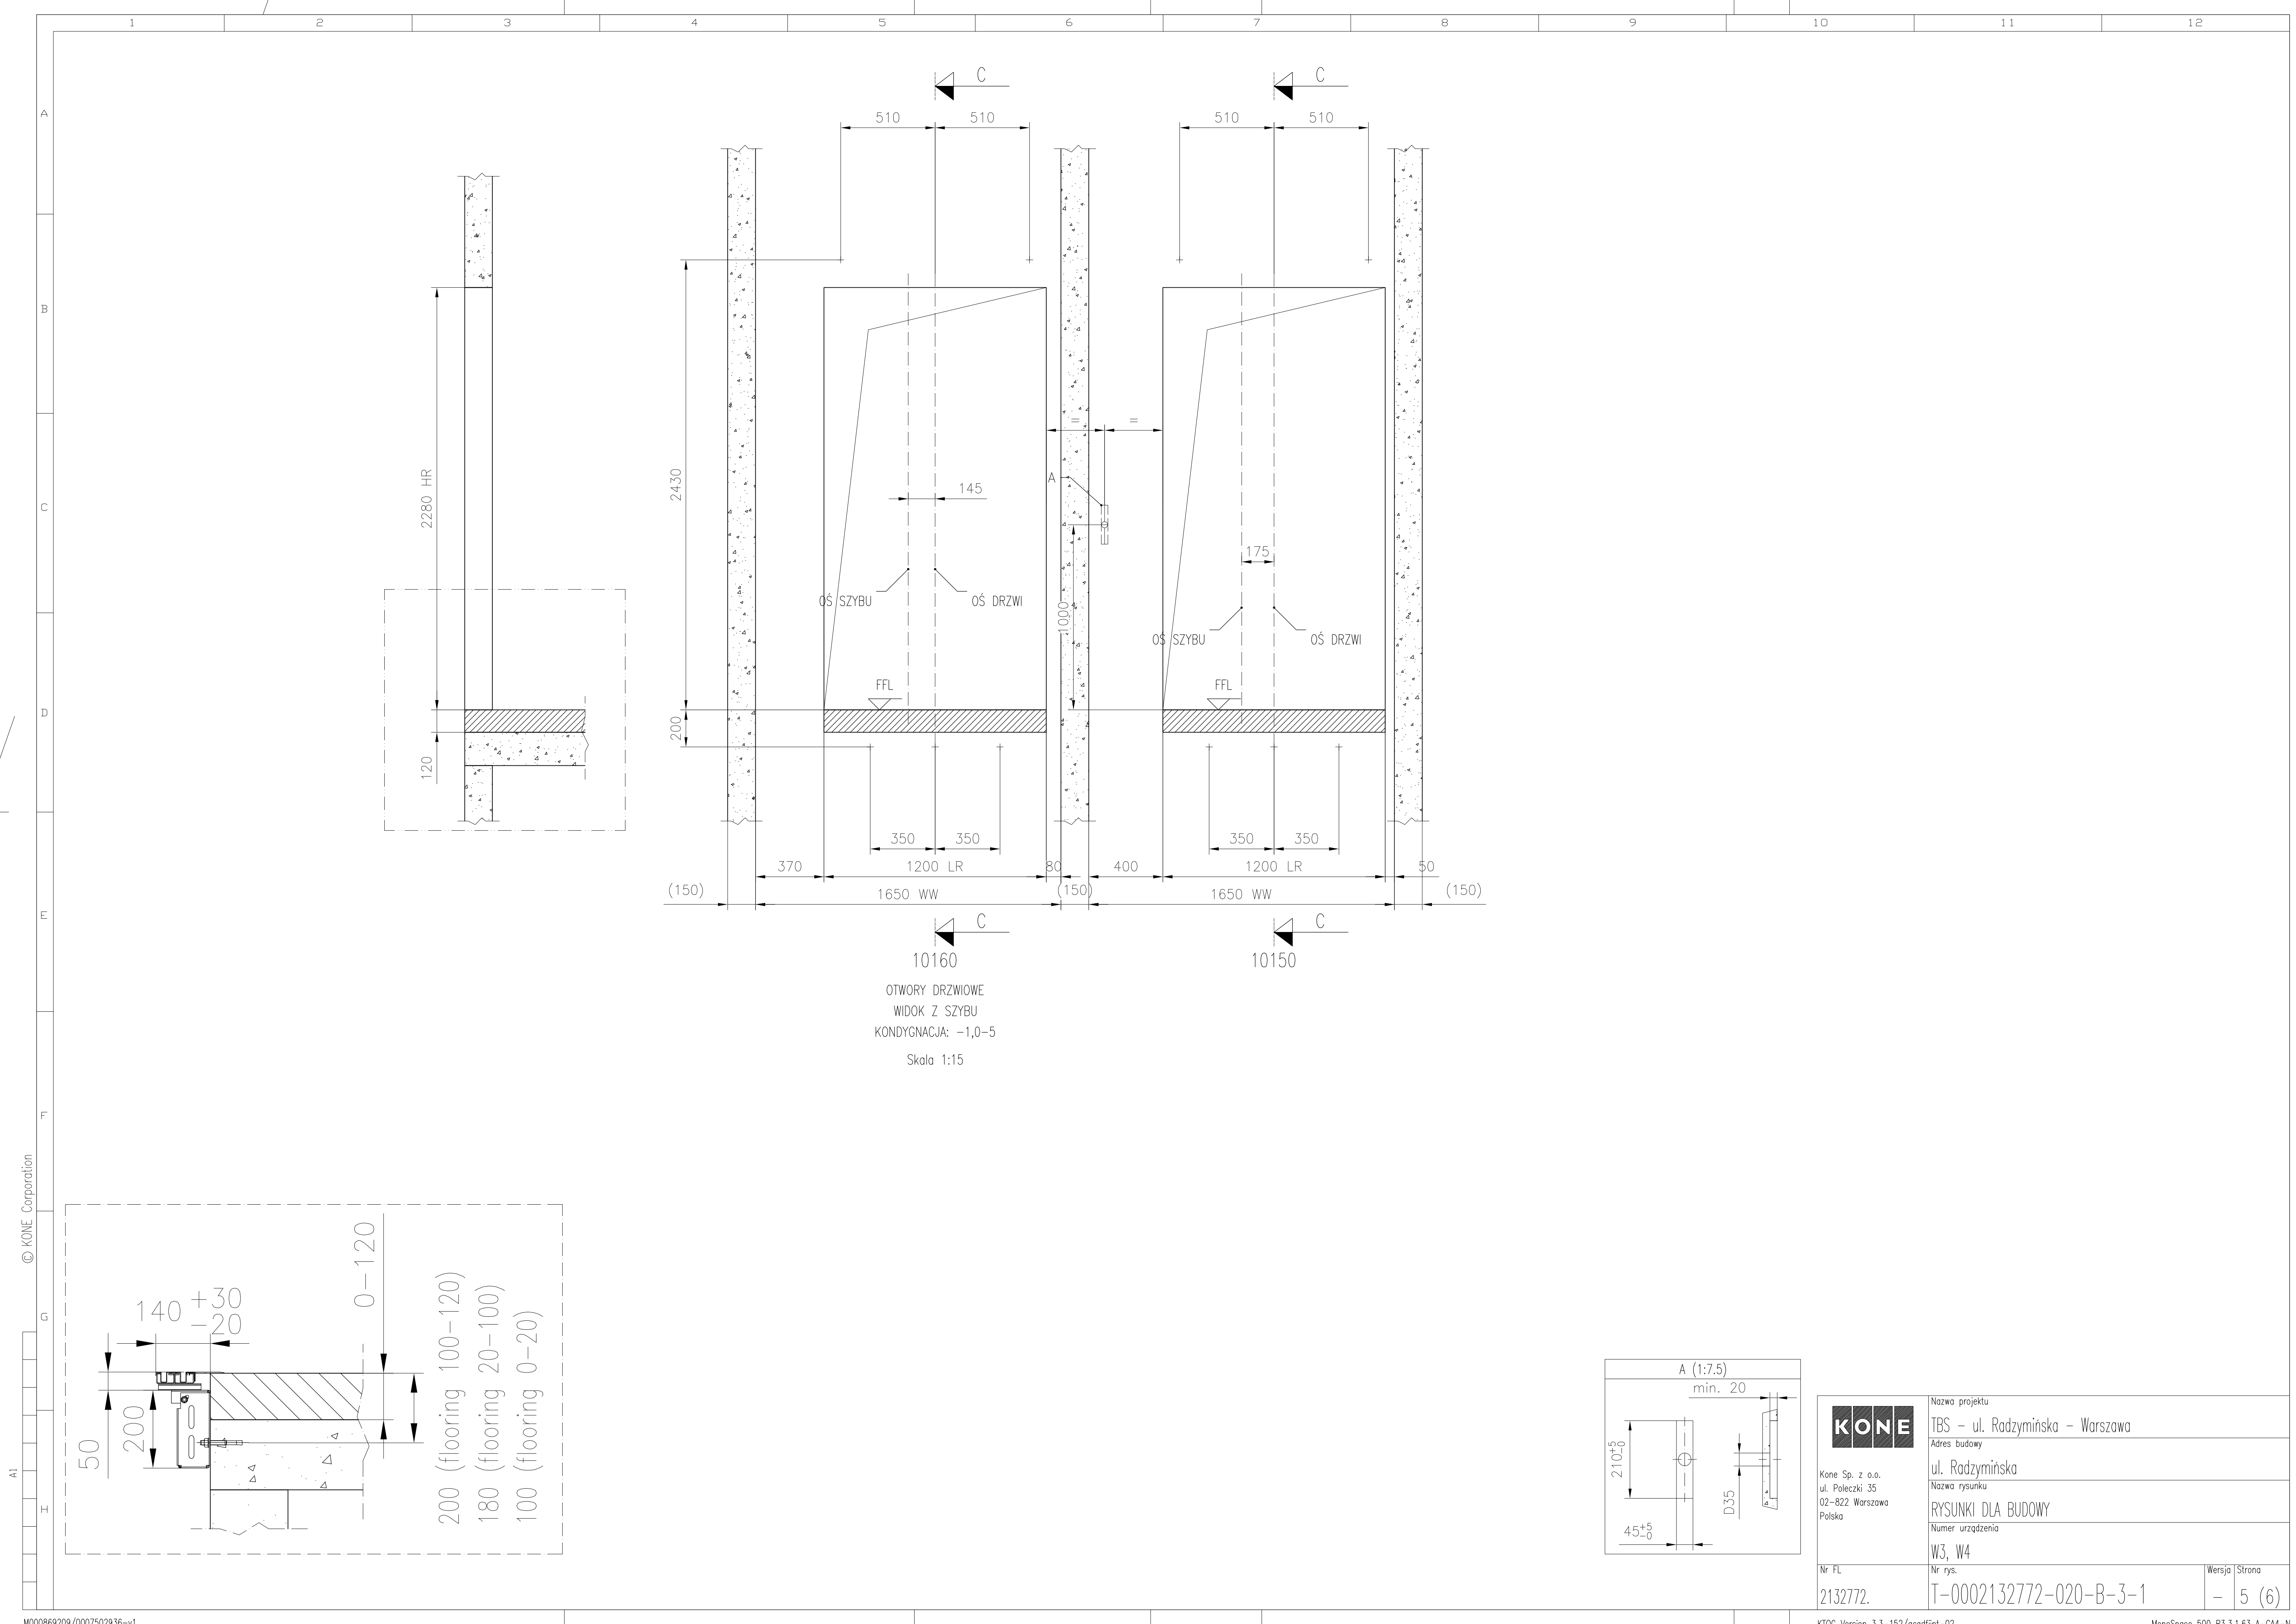 1 2 3 4 5 6 7 8 9 10 11 12
A
B
C
D
E
F
G
H
C
C
510 510
510 510
2280 HR
120
2430
200
145
OŚ SZYBU
OŚ DRZWI
FFL
= =
A
1000
175
OŚ SZYBU
OŚ DRZWI
FFL
350 350
350 350
370 1200 LR 80 400 1200 LR 50
(150) 1650 WW (150) 1650 WW (150)
C
C
10160
10150
OTWORY DRZWIOWE
WIDOK Z SZYBU
KONDYGNACJA: -1,0-5
Skala 1:15
© KONE Corporation
A1
140 +30
-20
0-120
50
200
200 (flooring 100-120)
180 (flooring 20-100)
100 (flooring 0-20)
A (1:7.5)
min. 20
210+5
-0
D35
45+5
-0
KONE
Kone Sp. z o.o.
ul. Poleczki 35
02-822 Warszawa
Polska
Nazwa projektu
TBS - ul. Radzymińska - Warszawa
Adres budowy
ul. Radzymińska
Nazwa rysunku
RYSUNKI DLA BUDOWY
Numer urządzenia
W3, W4
Nr FL
2132772.
Nr rys.
T-0002132772-020-B-3-1
Wersja
-
Strona
5 (6)